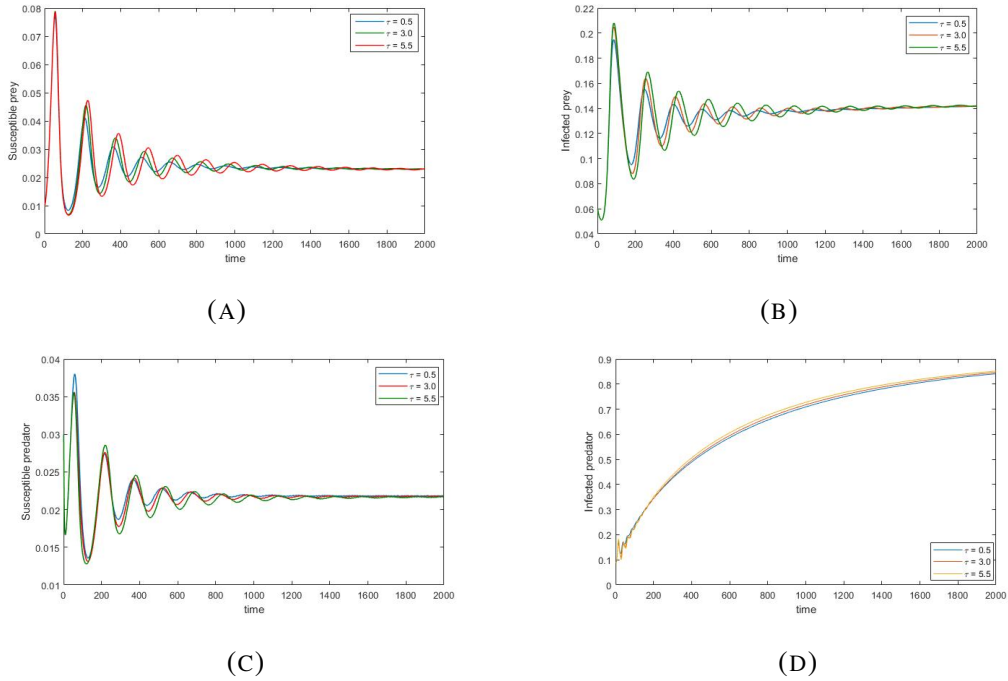 Susceptible prey
0.08
0.07
0.06
0.05
0.04
0.03
0.02
0.01
0
0 200 400 600 800 1000 1200 1400 1600 1800 2000
time
τ = 0.5
τ = 3.0
τ = 5.5
(A)
Infected prey
0.22
0.2
0.18
0.16
0.14
0.12
0.1
0.08
0.06
0.04
0 200 400 600 800 1000 1200 1400 1600 1800 2000
time
τ = 0.5
τ = 3.0
τ = 5.5
(B)
Susceptible predator
0.04
0.035
0.03
0.025
0.02
0.015
0.01
0 200 400 600 800 1000 1200 1400 1600 1800 2000
time
τ = 0.5
τ = 3.0
τ = 5.5
(C)
Infected predator
0.9
0.8
0.7
0.6
0.5
0.4
0.3
0.2
0.1
0
0 200 400 600 800 1000 1200 1400 1600 1800 2000
time
τ = 0.5
τ = 3.0
τ = 5.5
(D)